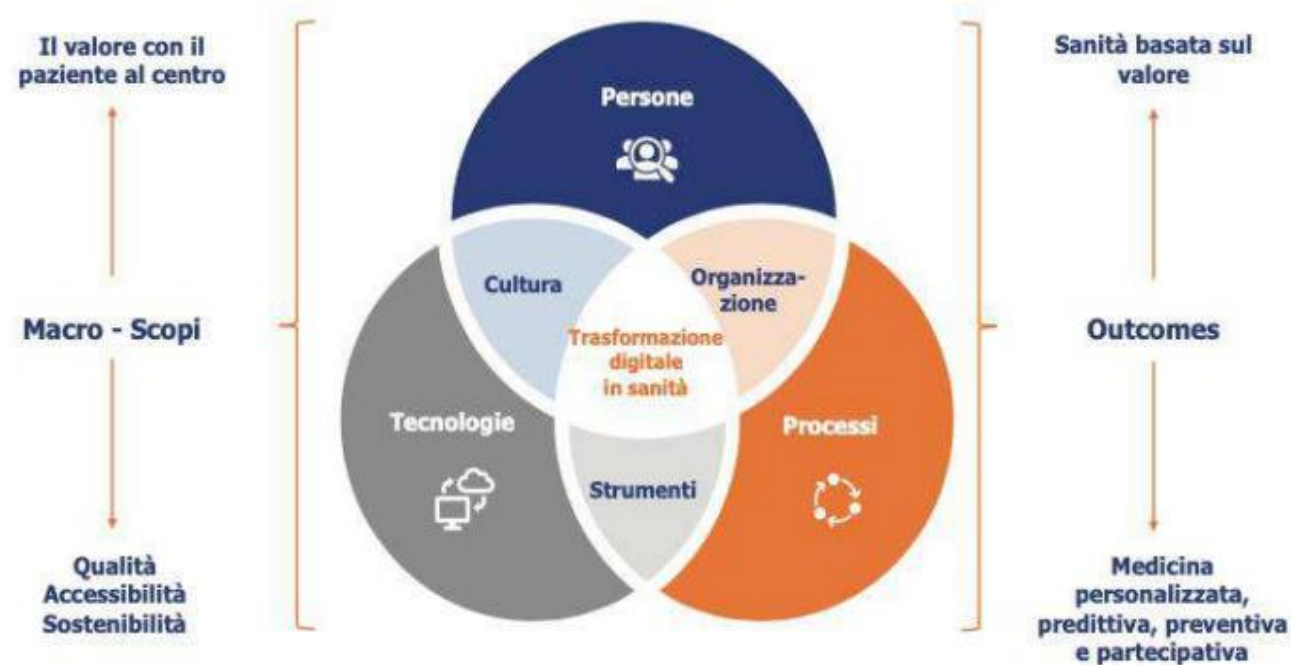 Il valore con il
paziente al centro
Macro - Scopi
Qualità
Accessibilità
Sostenibilità
Persone
Cultura
Organizza-
zione
Trasformazione
digitale
in sanità
Tecnologie
Processi
Strumenti
Sanità basata sul
valore
Outcomes
Medicina
personalizzata,
predittiva, preventiva
e partecipativa